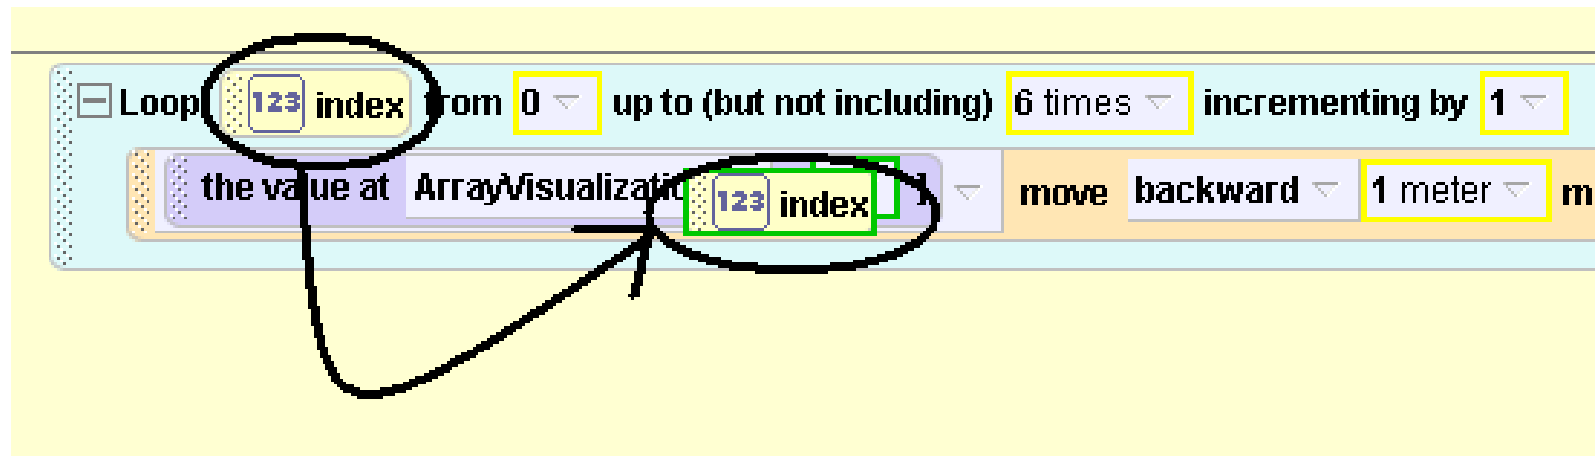 Loop 123 index from 0 up to (but not including) 6 times incrementing by 1
the value at ArrayVisualizatio 123 index ] move backward 1 meter m